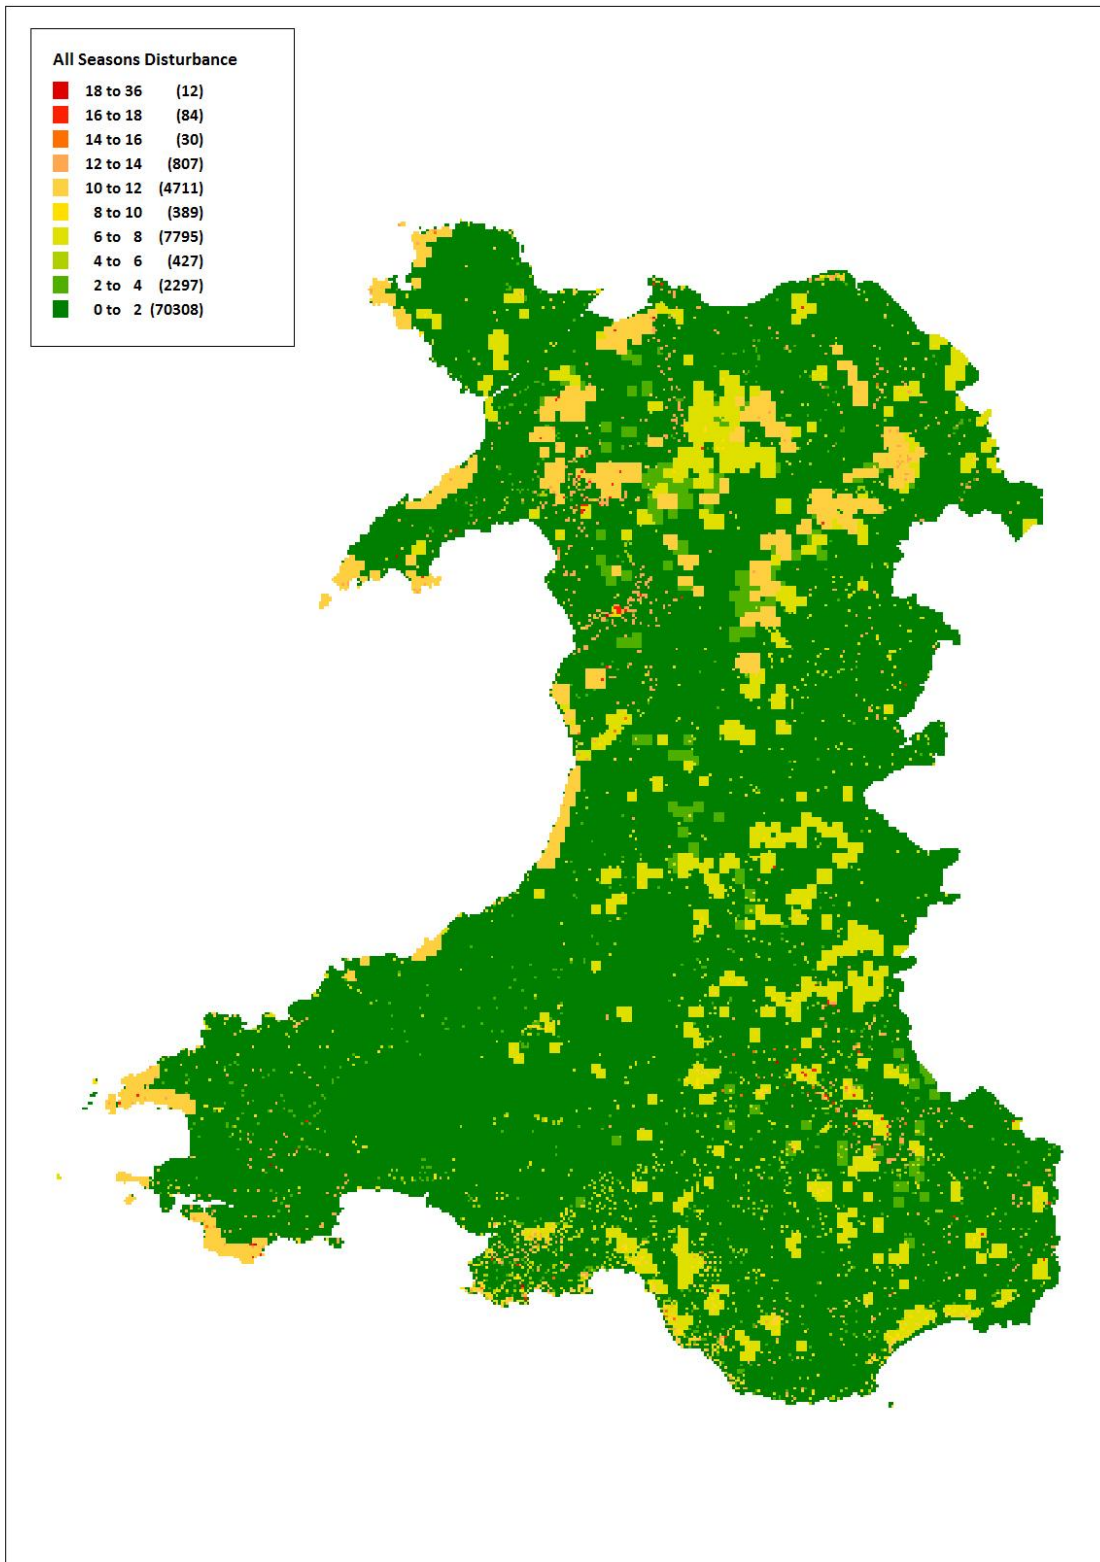 All Seasons Disturbance
18 to 36 (12)
16 to 18 (84)
14 to 16 (30)
12 to 14 (807)
10 to 12 (4711)
8 to 10 (389)
6 to 8 (7795)
4 to 6 (427)
2 to 4 (2297)
0 to 2 (70308)